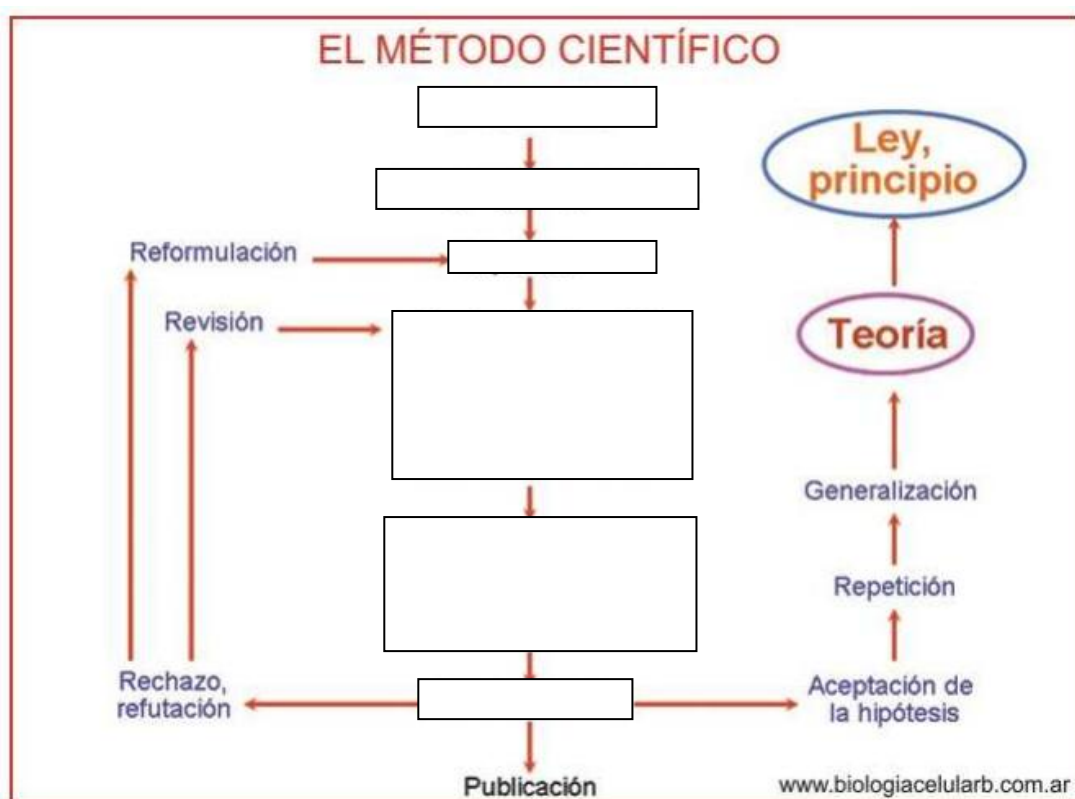 EL MÉTODO CIENTÍFICO
Ley,
principio
Reformulación
Revisión
Teoría
Generalización
Repetición
Rechazo,
refutación
Aceptación de
la hipótesis
Publicación
www.biologiacelularb.com.ar